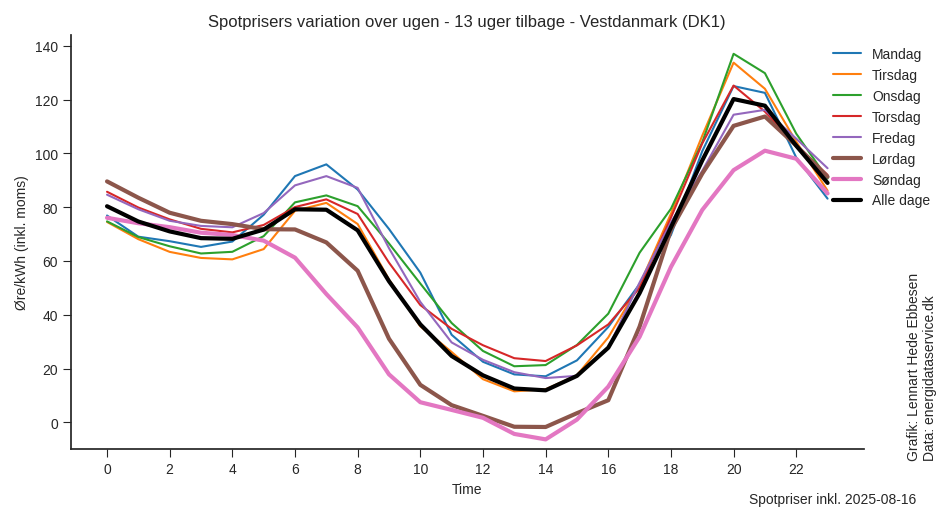 Spotprisers variation over ugen - 13 uger tilbage - Vestdanmark (DK1)
140
120
100
80
60
40
20
0
Øre/kWh (inkl. moms)
0 2 4 6 8 10 12 14 16 18 20 22
Time
Mandag
Tirsdag
Onsdag
Torsdag
Fredag
Lørdag
Søndag
Alle dage
Grafik: Lennart Hede Ebbesen
Data: energidataservice.dk
Spotpriser inkl. 2025-08-16